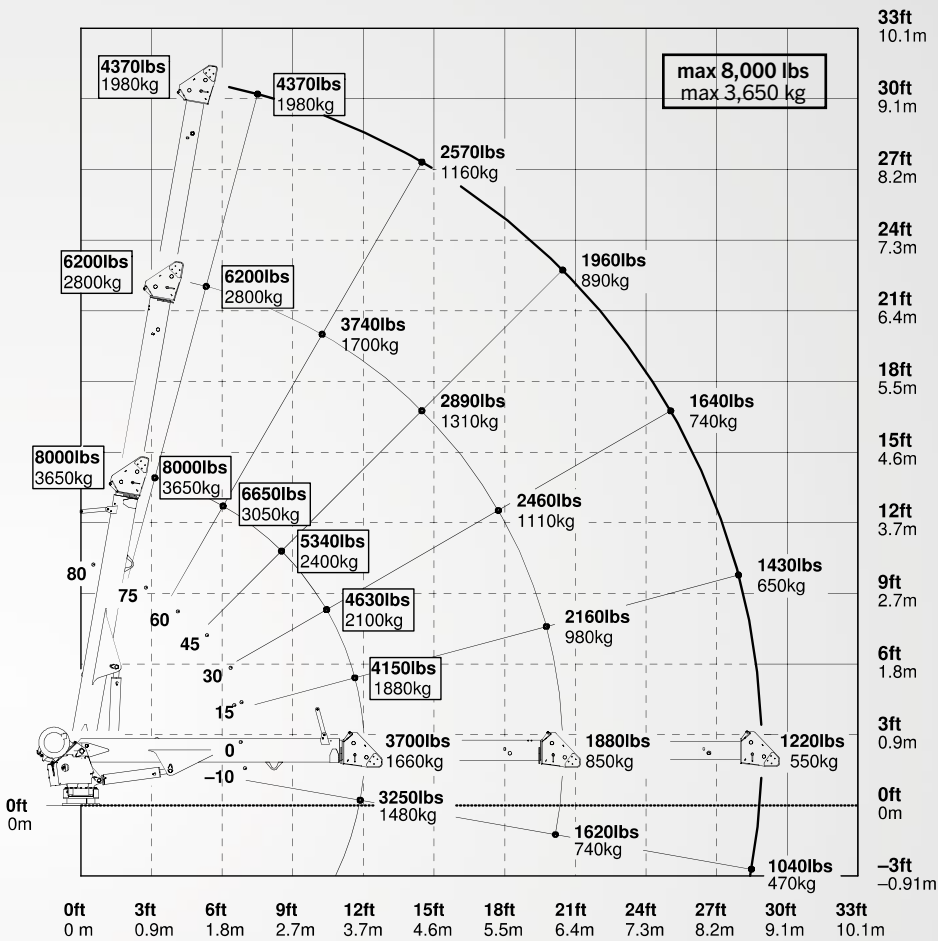 33ft
10.1m
4370lbs
1980kg
4370lbs
1980kg
max 8,000 lbs
max 3,650 kg
30ft
9.1m
2570lbs
1160kg
27ft
8.2m
24ft
7.3m
6200lbs
2800kg
6200lbs
2800kg
1960lbs
890kg
21ft
6.4m
3740lbs
1700kg
18ft
5.5m
2890lbs
1310kg
1640lbs
740kg
15ft
4.6m
8000lbs
3650kg
8000lbs
3650kg
6650lbs
3050kg
2460lbs
1110kg
12ft
3.7m
5340lbs
2400kg
80°
75°
1430lbs
650kg
9ft
2.7m
4630lbs
2100kg
60°
45°
2160lbs
980kg
30°
4150lbs
1880kg
6ft
1.8m
15°
0°
3700lbs
1660kg
1880lbs
850kg
1220lbs
550kg
3ft
0.9m
–10°
3250lbs
1480kg
0ft
0m
0ft
0m
1620lbs
740kg
1040lbs
470kg
–3ft
–0.91m
0ft 3ft 6ft 9ft 12ft 15ft 18ft 21ft 24ft 27ft 30ft 33ft
0 m 0.9m 1.8m 2.7m 3.7m 4.6m 5.5m 6.4m 7.3m 8.2m 9.1m 10.1m